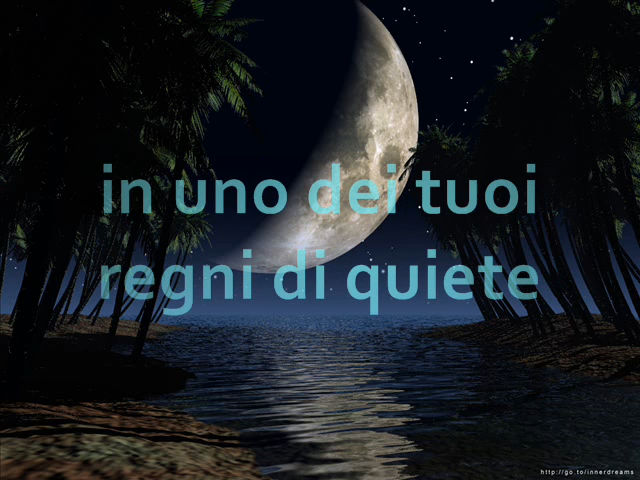 in uno dei tuoi
regni di quiete
http://go.to/innerdreams